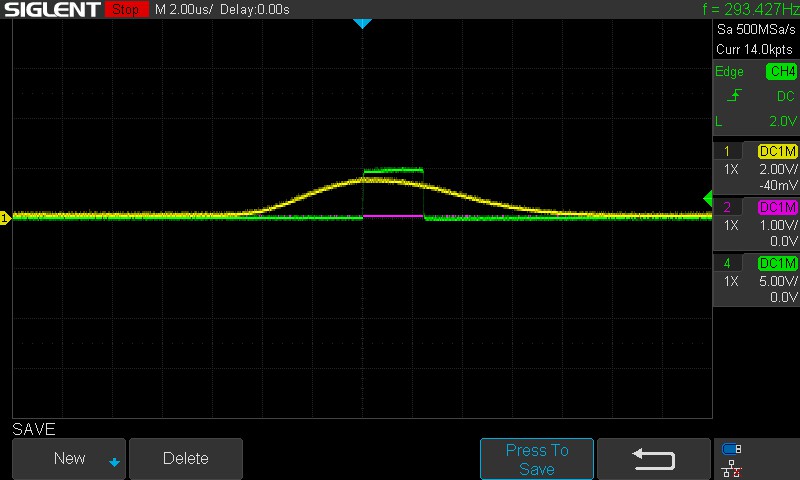 SIGLENT Stop M 2.00us/ Delay:0.00s f = 293.427Hz
Sa 500MSa/s
Curr 14.0kpts
Edge CH4
DC
L 2.0V
1 DC1M
1X 2.00V/
-40mV
2 DC1M
1X 1.00V/
0.0V
4 DC1M
1X 5.00V/
0.0V
1
SAVE
New Delete Press To
Save